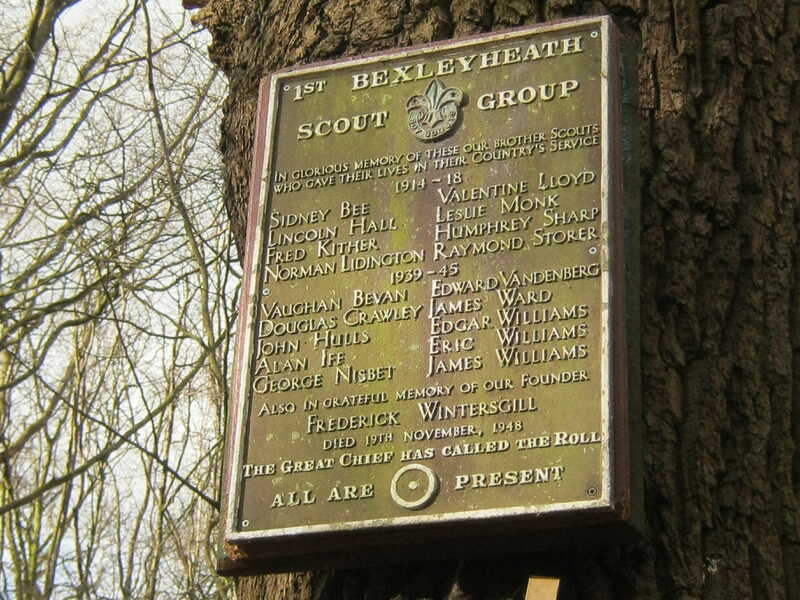 1ST BEXLEYHEATH
SCOUT GROUP
IN GLORIOUS MEMORY OF THESE OUR BROTHER SCOUTS
WHO GAVE THEIR LIVES IN THEIR COUNTRY'S SERVICE
1914-18
SIDNEY BEE VALENTINE LLOYD
LINCOLN HALL LESLIE MONK
FRED KITHER HUMPHREY SHARP
NORMAN LIDINGTON RAYMOND STORER
1939-45
VAUGHAN BEVAN EDWARD VANDENBERG
DOUGLAS CRAWLEY JAMES WARD
JOHN HULLS EDGAR WILLIAMS
ALAN IFE ERIC WILLIAMS
GEORGE NISBET JAMES WILLIAMS
ALSO IN GRATEFUL MEMORY OF OUR FOUNDER
FREDERICK WINTERSGILL
DIED 19TH NOVEMBER, 1948
THE GREAT CHIEF HAS CALLED THE ROLL
ALL ARE PRESENT